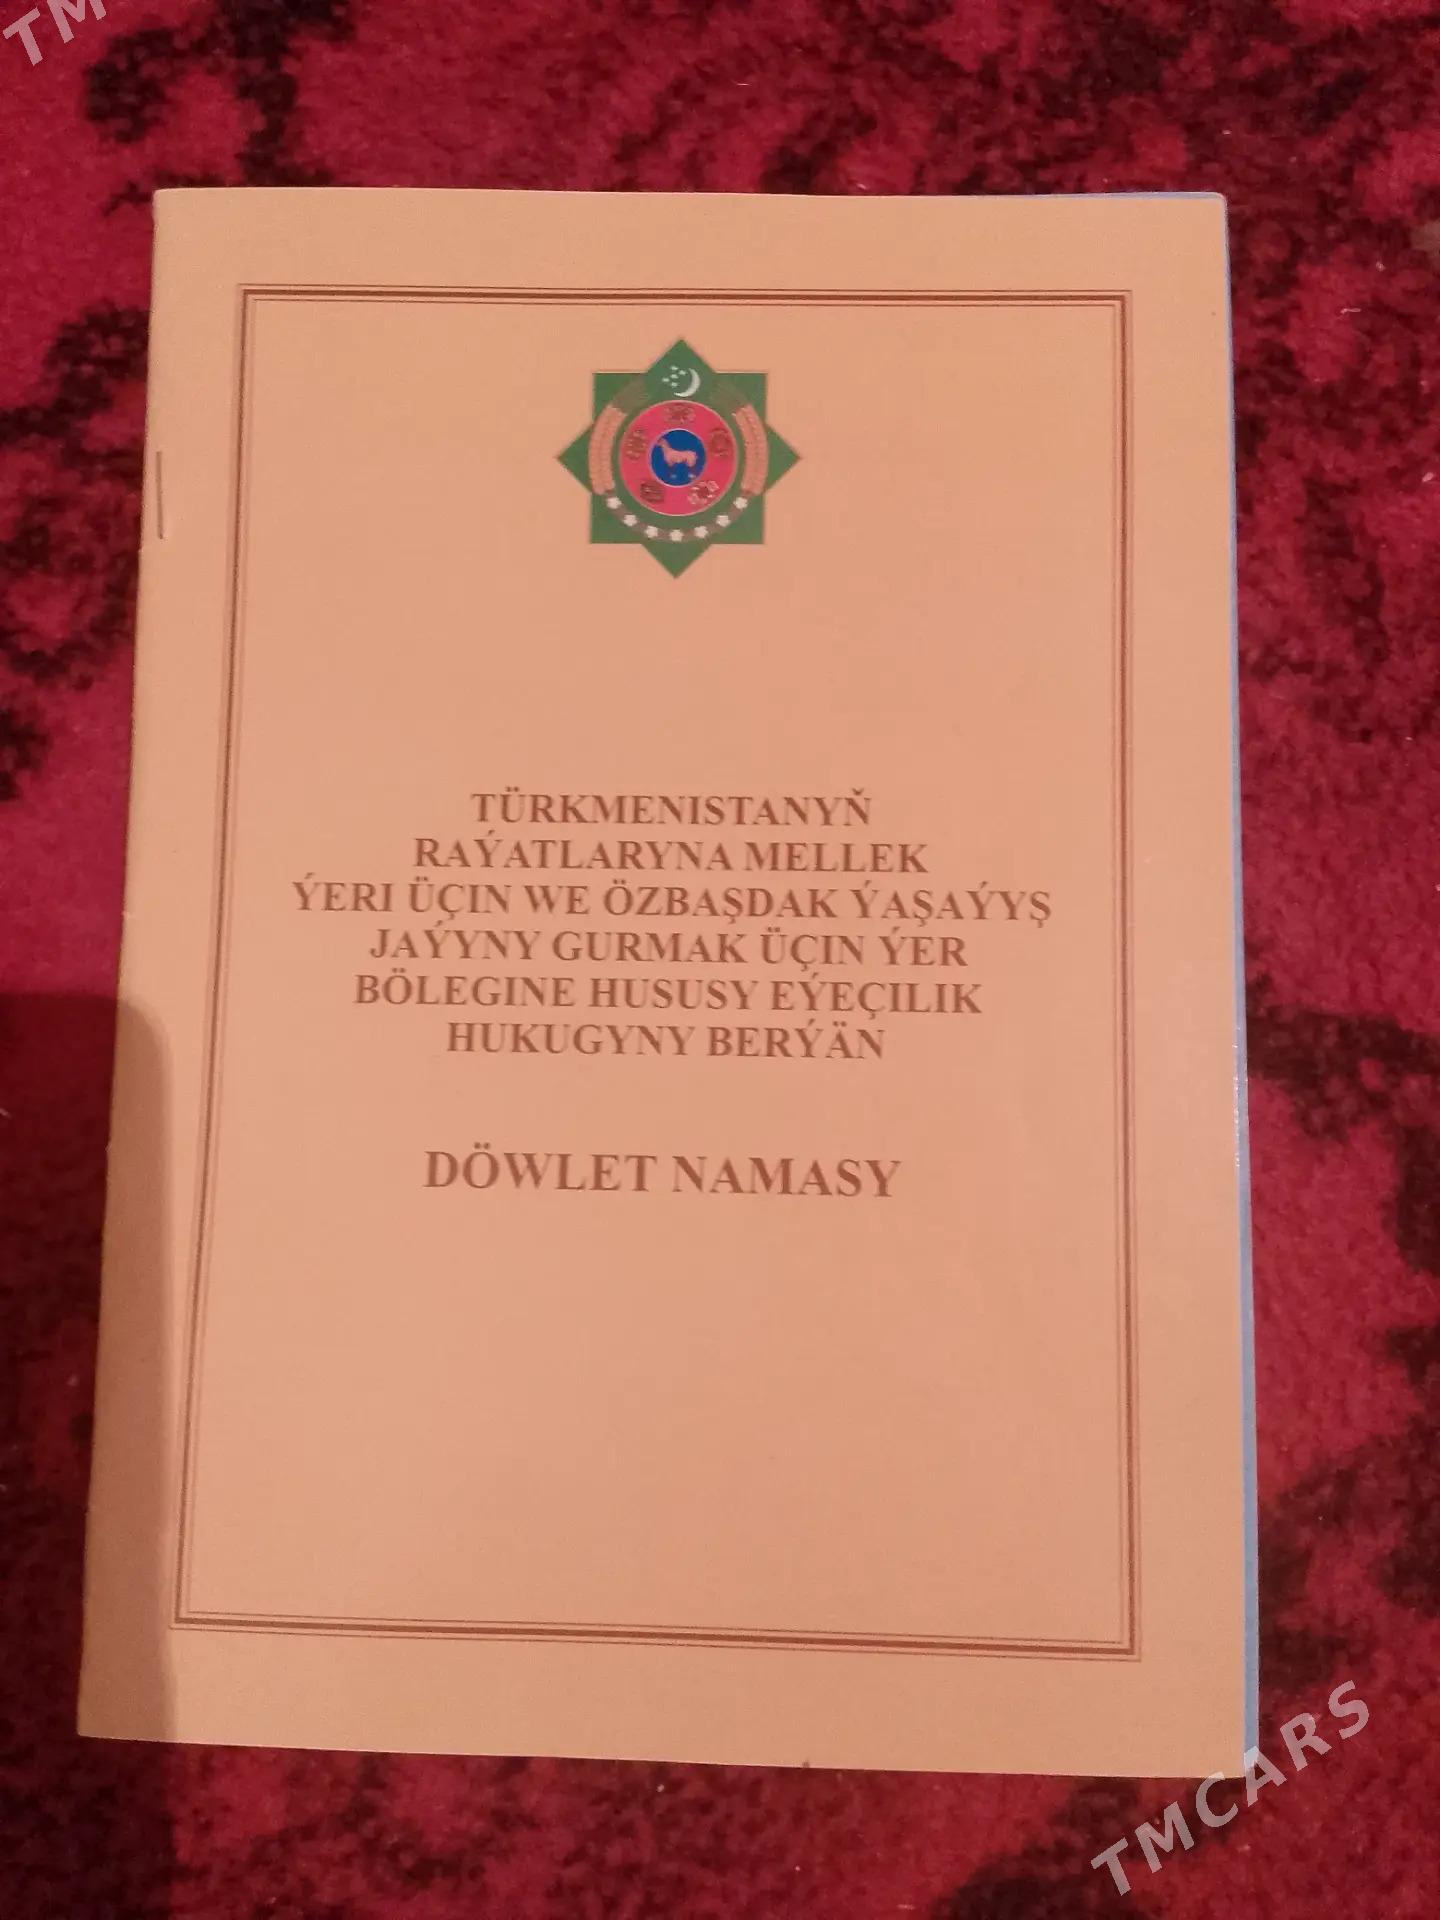 TM
TÜRKMENISTANYŇ
RAÝATLARYNA MELLEK
ÝERI ÜÇIN WE ÖZBAŞDAK ÝAŞAÝYŞ
JAÝYNY GURMAK ÜÇIN ÝER
BÖLEGINE HUSUSY EÝEÇILIK
HUKUGYNY BERÝÄN
DÖWLET NAMASY
TMCARS